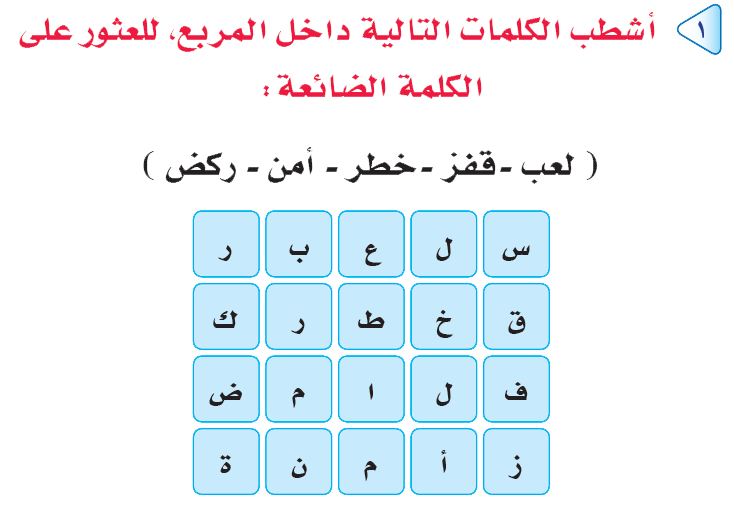 ١ أشطب الكلمات التالية داخل المربع، للعثور على
الكلمة الضائعة :
( لعب - قفز - خطر - أمن - ركض )
س ل ع ب ر
ق خ ط ر ك
ف ل ا م ض
ز أ م ن ة